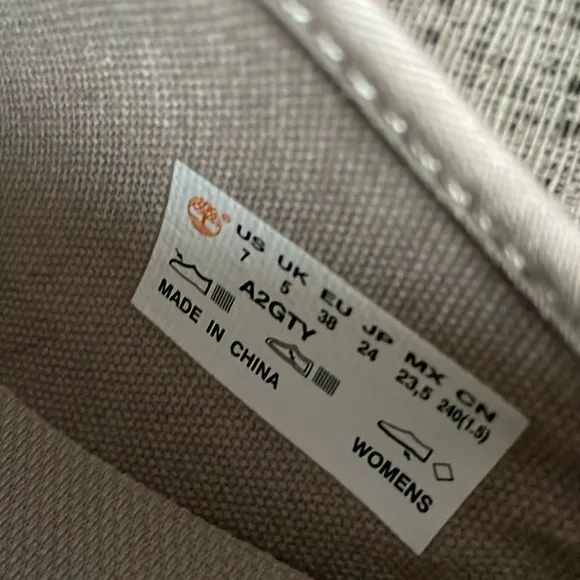 US UK EU JP MX CN
7 5 38 24 23,5 240(1.5)
A2GTY
MADE IN CHINA
WOMENS